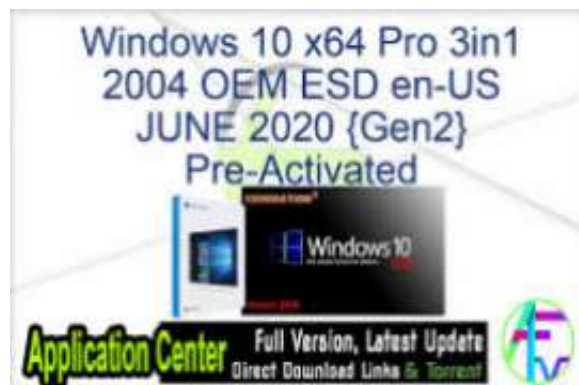 Windows 10 x64 Pro 3in1
2004 OEM ESD en-US
JUNE 2020 {Gen2}
Pre-Activated
Windows 10
Application Center
Full Version, Latest Update
Direct Download Links & Torrent